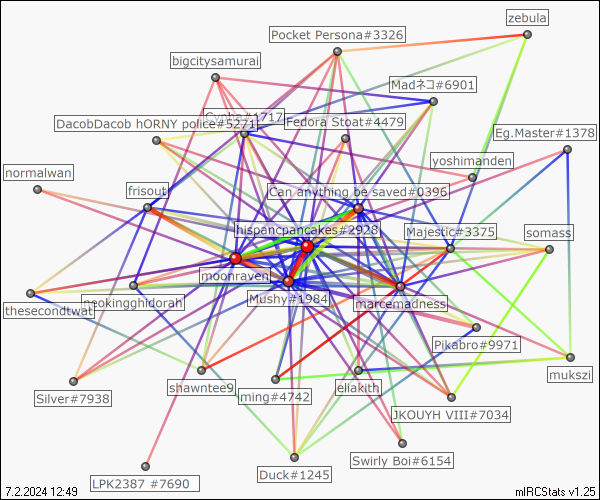 zebula
Pocket Persona#3326
bigcitysamurai
Madネコ#6901
Cypha#1717
Fedora Stoat#4479
DacobDacob hORNY police#5271
Eg.Master#1378
yoshimanden
normalwan
frisout
Can anything be saved#0396
hispancpancakes#2928
Majestic#3375
somass
moonraven
Mushy#1984
neokingghidorah
marcemadness
thesecondtwat
Pikabro#9971
mukszi
shawntee9
eliakith
Silver#7938
ming#4742
JKOUYH VIII#7034
Swirly Boi#6154
Duck#1245
LPK2387 #7690
7.2.2024 12:49
mIRCStats v1.25